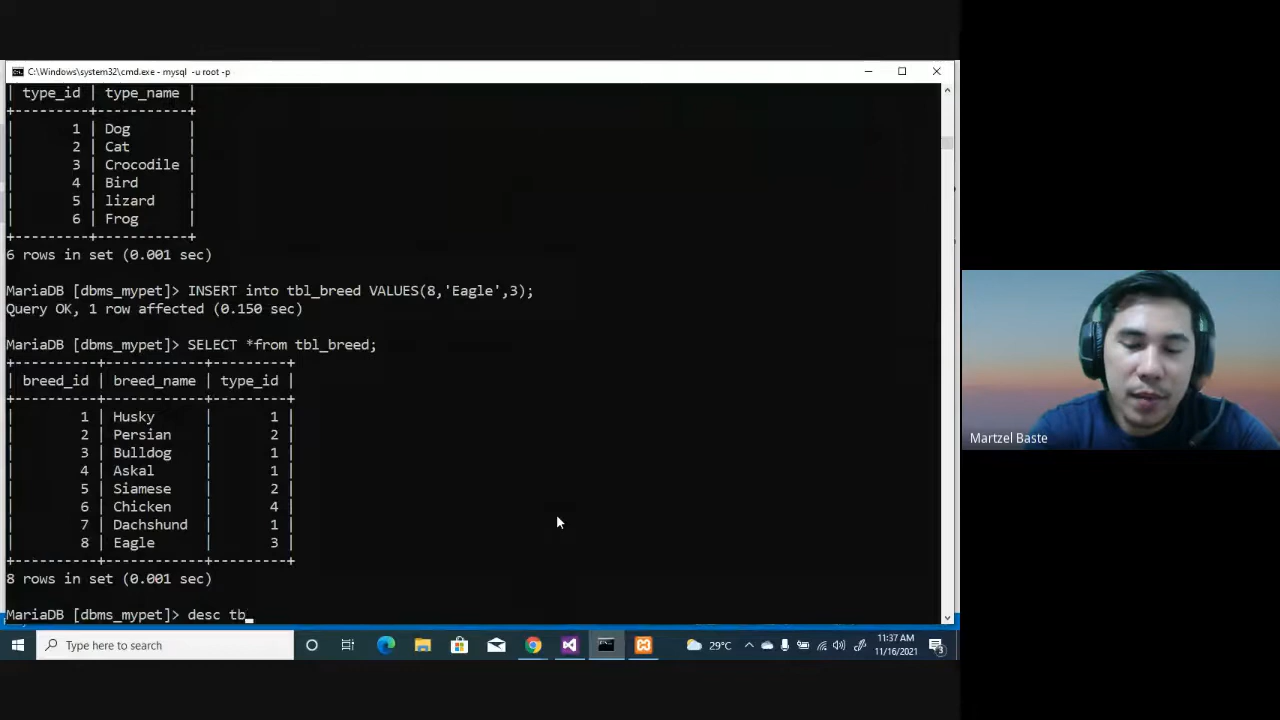 C:\Windows\system32\cmd.exe - mysql -u root -p
| type_id | type_name |
+---------+-----------+
| 1 | Dog |
| 2 | Cat |
| 3 | Crocodile |
| 4 | Bird |
| 5 | lizard |
| 6 | Frog |
+---------+-----------+
6 rows in set (0.001 sec)
MariaDB [dbms_mypet]> INSERT into tbl_breed VALUES(8,'Eagle',3);
Query OK, 1 row affected (0.150 sec)
MariaDB [dbms_mypet]> SELECT *from tbl_breed;
+----------+------------+---------+
| breed_id | breed_name | type_id |
+----------+------------+---------+
| 1 | Husky | 1 |
| 2 | Persian | 2 |
| 3 | Bulldog | 1 |
| 4 | Askal | 1 |
| 5 | Siamese | 2 |
| 6 | Chicken | 4 |
| 7 | Dachshund | 1 |
| 8 | Eagle | 3 |
+----------+------------+---------+
8 rows in set (0.001 sec)
MariaDB [dbms_mypet]> desc tb_
Martzel Baste
Type here to search
29°C
11:37 AM
11/16/2021
3